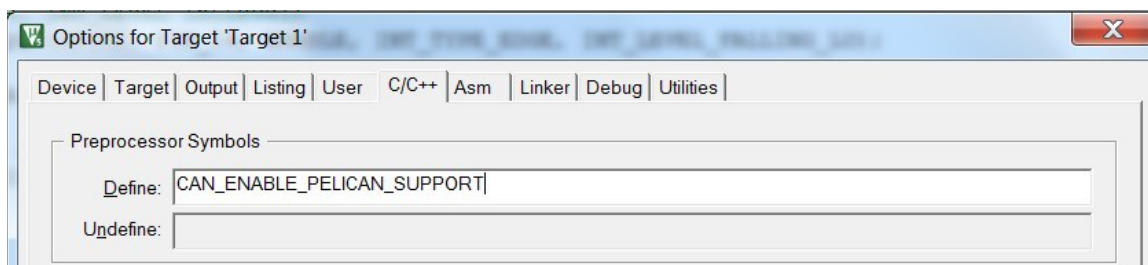 Options for Target 'Target 1'
Device Target Output Listing User C/C++ Asm Linker Debug Utilities
Preprocessor Symbols
Define: CAN_ENABLE_PELICAN_SUPPORT
Undefine: